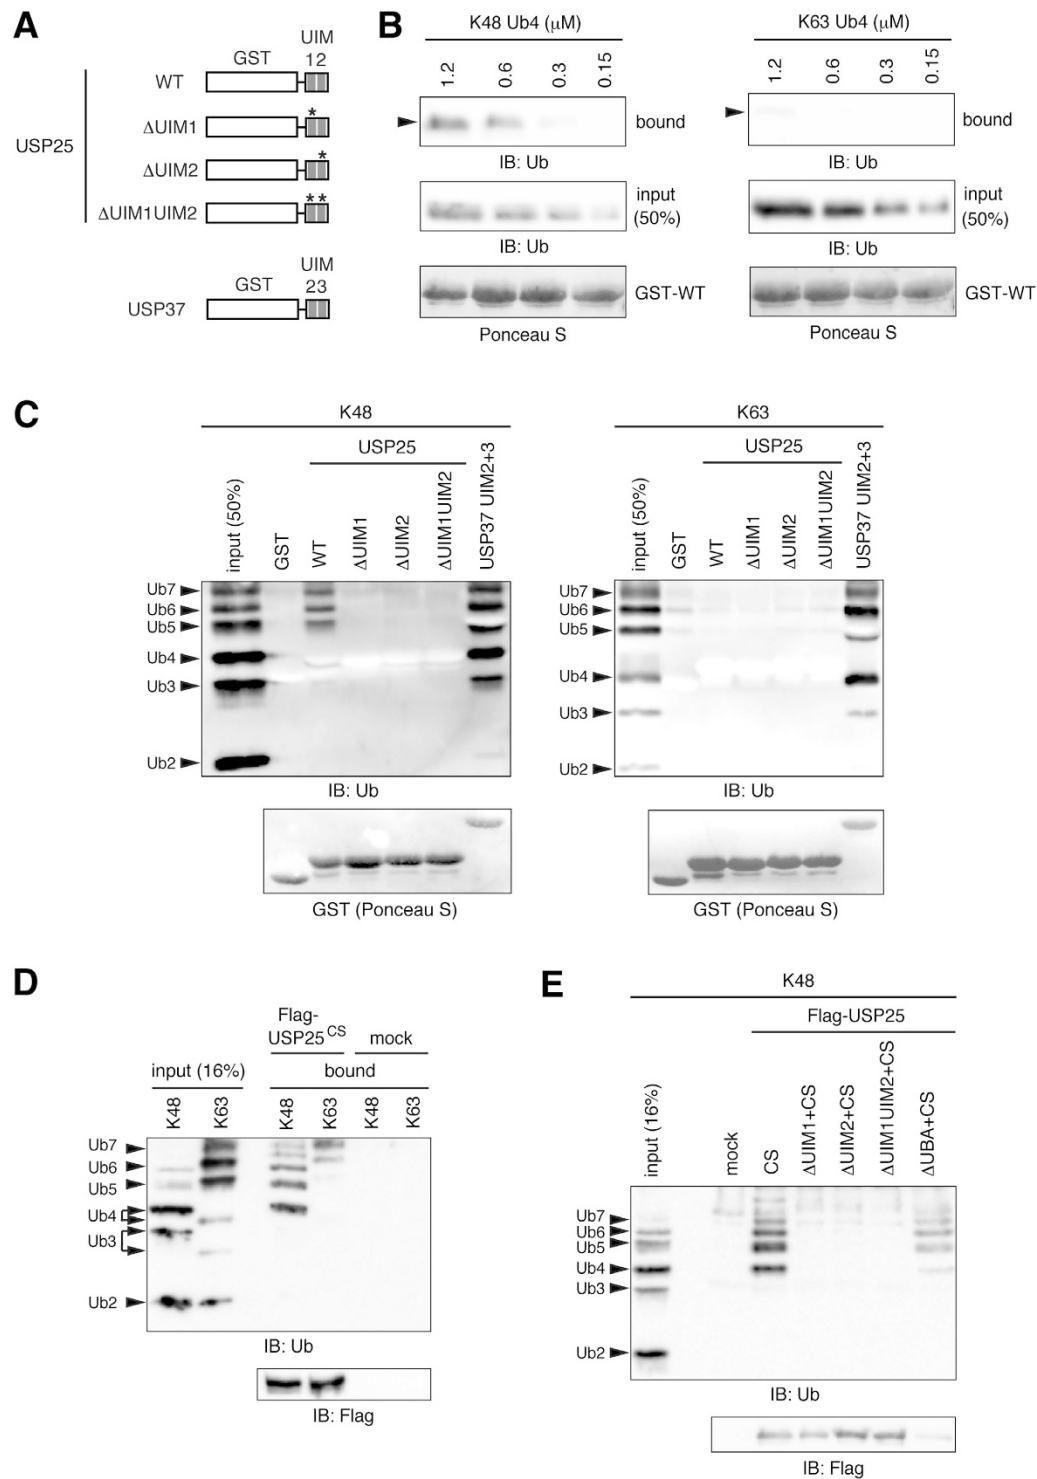 A
UIM
GST 12
WT
*
ΔUIM1
*
USP25
ΔUIM2
* *
ΔUIM1UIM2
UIM
GST 23
USP37
B
K48 Ub4 (μM)
1.2 0.6 0.3 0.15
bound
IB: Ub
input
(50%)
IB: Ub
GST-WT
Ponceau S
K63 Ub4 (μM)
1.2 0.6 0.3 0.15
bound
IB: Ub
input
(50%)
IB: Ub
GST-WT
Ponceau S
C
K48
USP25
input (50%) GST WT ΔUIM1 ΔUIM2 ΔUIM1UIM2 USP37 UIM2+3
Ub7
Ub6
Ub5
Ub4
Ub3
Ub2
IB: Ub
GST (Ponceau S)
K63
USP25
input (50%) GST WT ΔUIM1 ΔUIM2 ΔUIM1UIM2 USP37 UIM2+3
Ub7
Ub6
Ub5
Ub4
Ub3
Ub2
IB: Ub
GST (Ponceau S)
D
Flag-
USP25CS mock
input (16%) bound
K48 K63 K48 K63 K48 K63
Ub7
Ub6
Ub5
Ub4
Ub3
Ub2
IB: Ub
IB: Flag
E
K48
Flag-USP25
input (16%) mock CS ΔUIM1+CS ΔUIM2+CS ΔUIM1UIM2+CS ΔUBA+CS
Ub7
Ub6
Ub5
Ub4
Ub3
Ub2
IB: Ub
IB: Flag